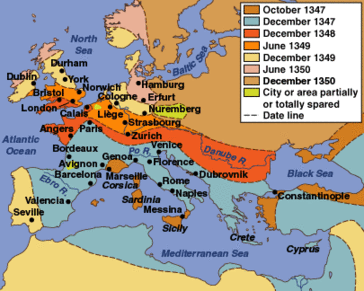 October 1347
December 1347
December 1348
June 1349
December 1349
June 1350
December 1350
City or area partially
or totally spared
Date line
North
Sea
Baltic Sea
Durham
Dublin
York
Hamburg
Norwich
Bristol
Cologne
Erfurt
London
Nuremberg
Calais
Liège
Strasbourg
Angers
Paris
Zurich
Atlantic
Ocean
Bordeaux
Venice
Po R.
Danube R.
Genoa
Avignon
Florence
Black Sea
Barcelona
Marseille
Dubrovnik
Ebro R.
Corsica
Rome
Constantinople
Valencia
Sardinia
Naples
Seville
Messina
Sicily
Crete
Cyprus
Mediterranean Sea